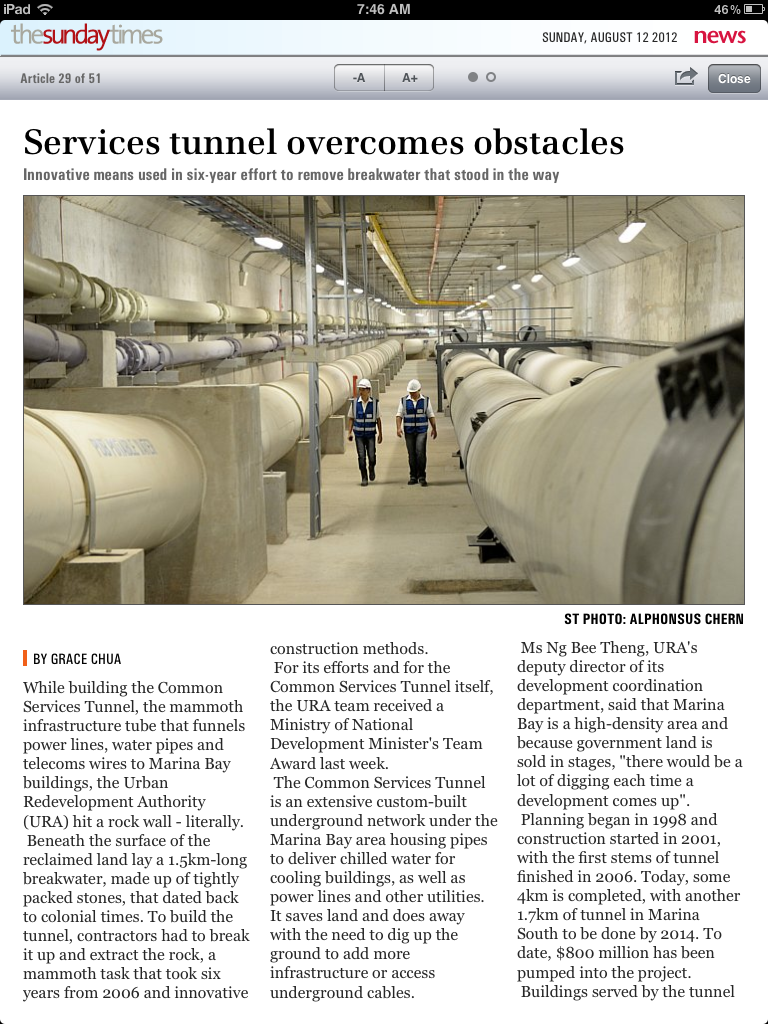 iPad
7:46 AM
46%
thesundaytimes
SUNDAY, AUGUST 12 2012 news
Article 29 of 51
-A
A+
Close
Services tunnel overcomes obstacles
Innovative means used in six-year effort to remove breakwater that stood in the way
ST PHOTO: ALPHONSUS CHERN
BY GRACE CHUA
While building the Common
Services Tunnel, the mammoth
infrastructure tube that funnels
power lines, water pipes and
telecoms wires to Marina Bay
buildings, the Urban
Redevelopment Authority
(URA) hit a rock wall - literally.
Beneath the surface of the
reclaimed land lay a 1.5km-long
breakwater, made up of tightly
packed stones, that dated back
to colonial times. To build the
tunnel, contractors had to break
it up and extract the rock, a
mammoth task that took six
years from 2006 and innovative
construction methods.
For its efforts and for the
Common Services Tunnel itself,
the URA team received a
Ministry of National
Development Minister's Team
Award last week.
The Common Services Tunnel
is an extensive custom-built
underground network under the
Marina Bay area housing pipes
to deliver chilled water for
cooling buildings, as well as
power lines and other utilities.
It saves land and does away
with the need to dig up the
ground to add more
infrastructure or access
underground cables.
Ms Ng Bee Theng, URA's
deputy director of its
development coordination
department, said that Marina
Bay is a high-density area and
because government land is
sold in stages, "there would be a
lot of digging each time a
development comes up".
Planning began in 1998 and
construction started in 2001,
with the first stems of tunnel
finished in 2006. Today, some
4km is completed, with another
1.7km of tunnel in Marina
South to be done by 2014. To
date, $800 million has been
pumped into the project.
Buildings served by the tunnel